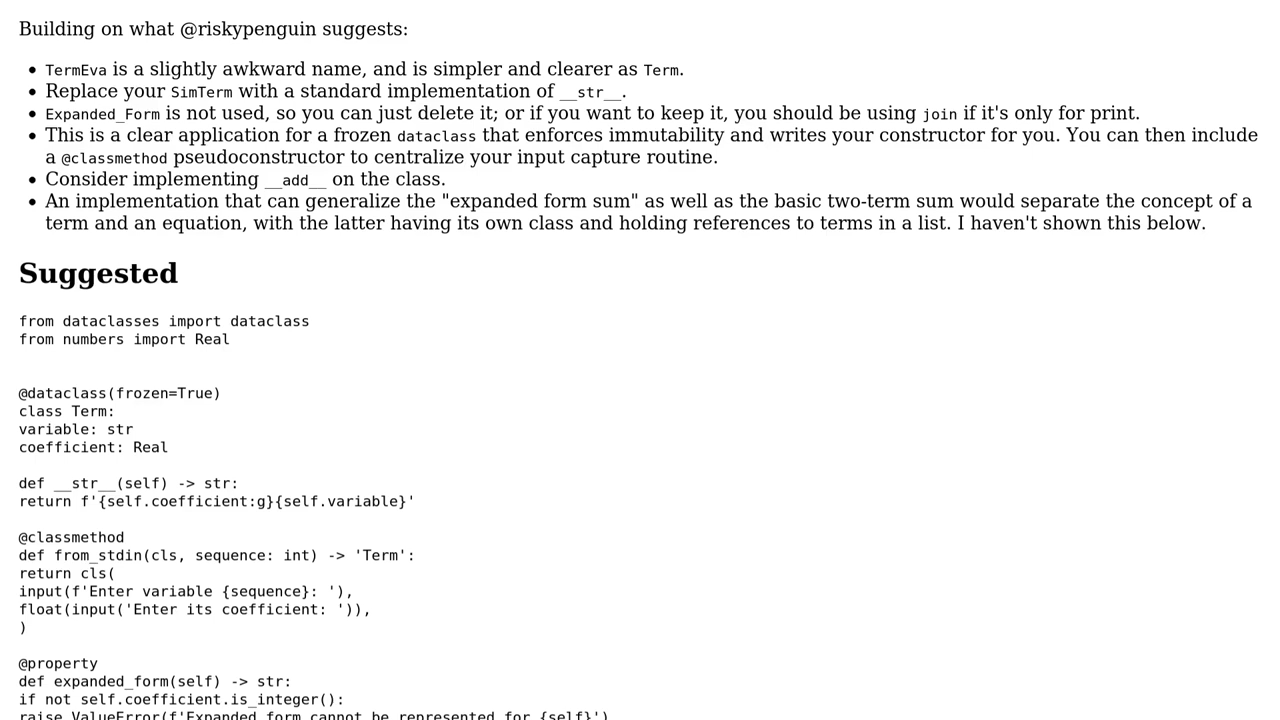 Building on what @riskypenguin suggests:
• TermEva is a slightly awkward name, and is simpler and clearer as Term.
• Replace your SimTerm with a standard implementation of __str__.
• Expanded_Form is not used, so you can just delete it; or if you want to keep it, you should be using join if it's only for print.
• This is a clear application for a frozen dataclass that enforces immutability and writes your constructor for you. You can then include
a @classmethod pseudoconstructor to centralize your input capture routine.
• Consider implementing __add__ on the class.
• An implementation that can generalize the "expanded form sum" as well as the basic two-term sum would separate the concept of a
term and an equation, with the latter having its own class and holding references to terms in a list. I haven't shown this below.
Suggested
from dataclasses import dataclass
from numbers import Real
@dataclass(frozen=True)
class Term:
variable: str
coefficient: Real
def __str__(self) -> str:
return f'{self.coefficient:g}{self.variable}'
@classmethod
def from_stdin(cls, sequence: int) -> 'Term':
return cls(
input(f'Enter variable {sequence}: '),
float(input('Enter its coefficient: ')),
)
@property
def expanded_form(self) -> str:
if not self.coefficient.is_integer():
raise ValueError(f'Expanded form cannot be represented for {self}')